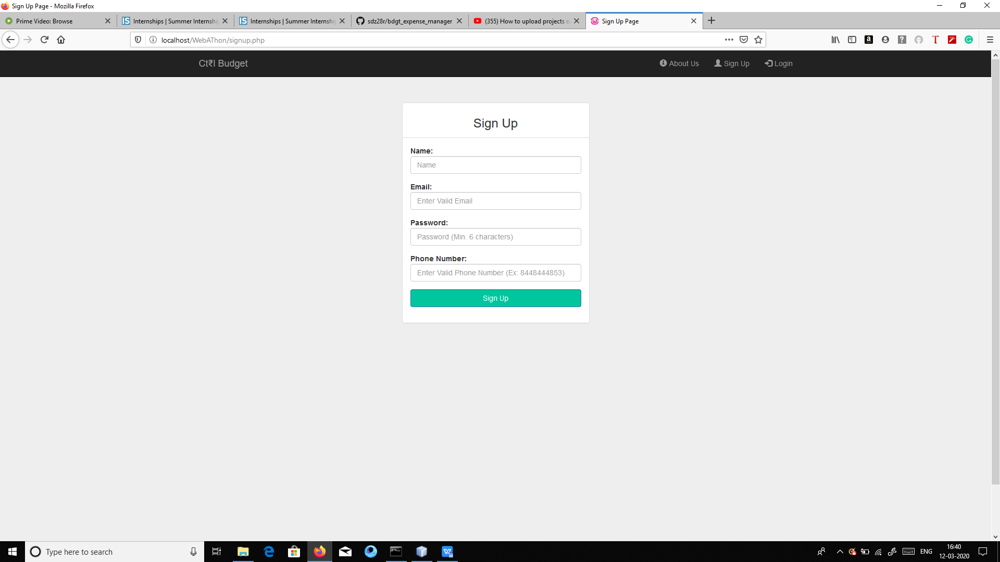 Sign Up Page - Mozilla Firefox
Prime Video: Browse
Internships | Summer Internshi
Internships | Summer Internshi
sdz28r/bdgt_expense_manager
(355) How to upload projects o
Sign Up Page
localhost/WebAThon/signup.php
Ct₹l Budget
About Us
Sign Up
Login
Sign Up
Name:
Name
Email:
Enter Valid Email
Password:
Password (Min. 6 characters)
Phone Number:
Enter Valid Phone Number (Ex: 8448444853)
Sign Up
Type here to search
ENG
16:40
12-03-2020